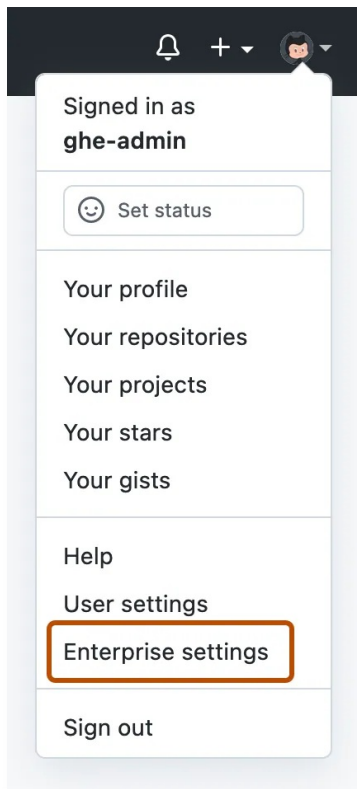 Signed in as
ghe-admin
Set status
Your profile
Your repositories
Your projects
Your stars
Your gists
Help
User settings
Enterprise settings
Sign out